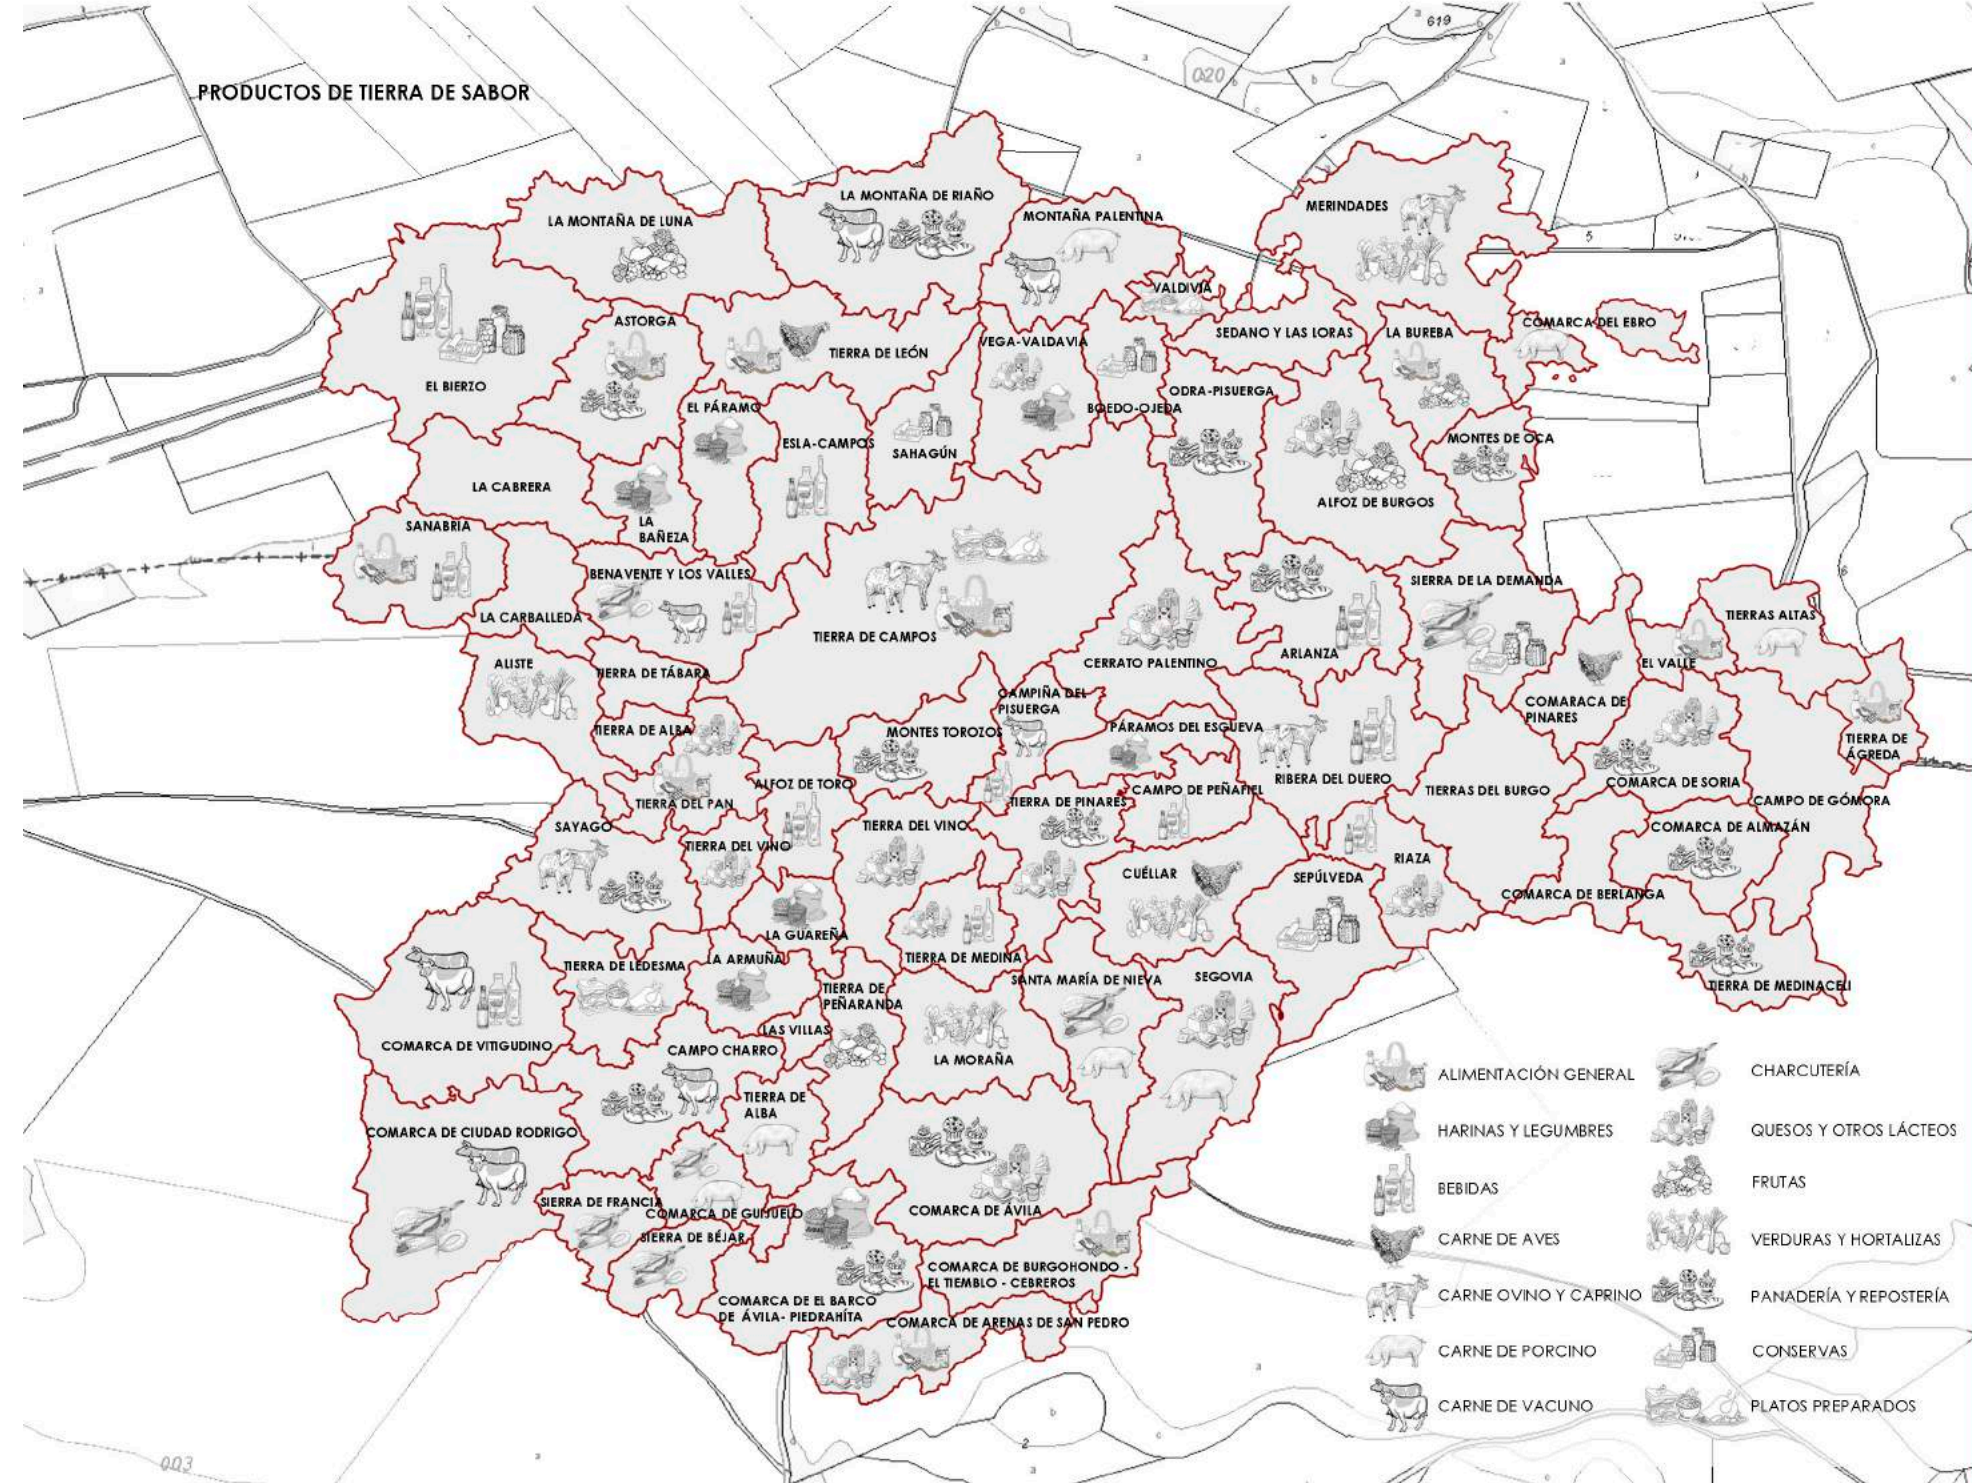 619
020
PRODUCTOS DE TIERRA DE SABOR
LA MONTAÑA DE RIAÑO
MERINDADES
LA MONTAÑA DE LUNA
MONTAÑA PALENTINA
5
VALDIVIA
ASTORGA
COMARCA DEL EBRO
SEDANO Y LAS LORAS
LA BUREBA
VEGA-VALDAVIA
TIERRA DE LEÓN
EL BIERZO
ODRA-PISUERGA
EL PÁRAMO
BOEDO-OJEDA
ESLA-CAMPOS
MONTES DE OCA
SAHAGÚN
LA CABRERA
ALFOZ DE BURGOS
LA
BAÑEZA
SANABRIA
BENAVENTE Y LOS VALLES
SIERRA DE LA DEMANDA
6
LA CARBALLEDA
TIERRAS ALTAS
TIERRA DE CAMPOS
ARLANZA
ALISTE
CERRATO PALENTINO
EL VALLE
TIERRA DE TÁBARA
CAMPIÑA DEL
PISUERGA
COMARACA DE
PINARES
TIERRA DE ALBA
MONTES TOROZOS
PÁRAMOS DEL ESGUEVA
TIERRA DE
ÁGREDA
RIBERA DEL DUERO
ALFOZ DE TORO
COMARCA DE SORIA
TIERRAS DEL BURGO
CAMPO DE PEÑAFIEL
TIERRA DEL PAN
TIERRA DE PINARES
CAMPO DE GÓMORA
SAYAGO
TIERRA DEL VINO
COMARCA DE ALMAZÁN
TIERRA DEL VINO
RIAZA
CUÉLLAR
SEPÚLVEDA
COMARCA DE BERLANGA
LA GUAREÑA
TIERRA DE LEDESMA
LA ARMUÑA
TIERRA DE MEDINA
SANTA MARÍA DE NIEVA
SEGOVIA
TIERRA DE
PEÑARANDA
TIERRA DE MEDINACELI
LAS VILLAS
COMARCA DE VITIGUDINO
CAMPO CHARRO
LA MORAÑA
TIERRA DE
ALBA
COMARCA DE CIUDAD RODRIGO
SIERRA DE FRANCIA
COMARCA DE GUIJUELO
COMARCA DE ÁVILA
SIERRA DE BÉJAR
COMARCA DE BURGOHONDO -
EL TIEMBLO - CEBREROS
COMARCA DE EL BARCO
DE ÁVILA- PIEDRAHÍTA
COMARCA DE ARENAS DE SAN PEDRO
ALIMENTACIÓN GENERAL
HARINAS Y LEGUMBRES
BEBIDAS
CARNE DE AVES
CARNE OVINO Y CAPRINO
CARNE DE PORCINO
CARNE DE VACUNO
CHARCUTERÍA
QUESOS Y OTROS LÁCTEOS
FRUTAS
VERDURAS Y HORTALIZAS
PANADERÍA Y REPOSTERÍA
CONSERVAS
PLATOS PREPARADOS
b
c
2
003